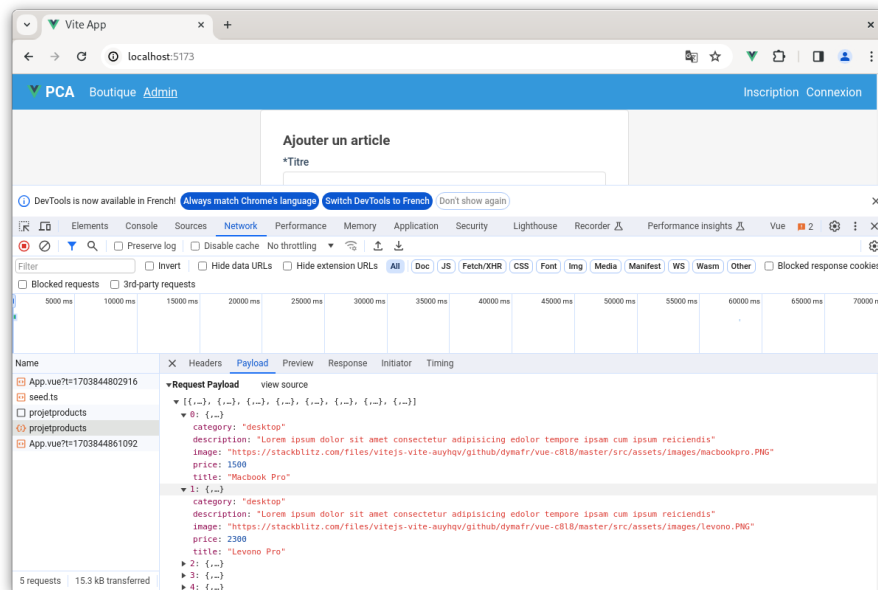 Vite App
localhost:5173
PCA Boutique Admin Inscription Connexion
Ajouter un article
*Titre
DevTools is now available in French! Always match Chrome's language Switch DevTools to French Don't show again
Elements Console Sources Network Performance Memory Application Security Lighthouse Recorder Performance insights Vue 2
Preserve log Disable cache No throttling
Filter Invert Hide data URLs Hide extension URLs All Doc JS Fetch/XHR CSS Font Img Media Manifest WS Wasm Other Blocked response cookies
Blocked requests 3rd-party requests
5000 ms 10000 ms 15000 ms 20000 ms 25000 ms 30000 ms 35000 ms 40000 ms 45000 ms 50000 ms 55000 ms 60000 ms 65000 ms 70000
Name Headers Payload Preview Response Initiator Timing
App.vue?t=1703844802916
seed.ts
projetproducts
projetproducts
App.vue?t=1703844861092
Request Payload view source
[{,…}, {,…}, {,…}, {,…}, {,…}, {,…}, {,…}, {,…}]
0: {,…}
category: "desktop"
description: "Lorem ipsum dolor sit amet consectetur adipisicing edolor tempore ipsam cum ipsum reiciendis"
image: "https://stackblitz.com/files/vitejs-vite-auyhqv/github/dymafr/vue-c8l8/master/src/assets/images/macbookpro.PNG"
price: 1500
title: "Macbook Pro"
1: {,…}
category: "desktop"
description: "Lorem ipsum dolor sit amet consectetur adipisicing edolor tempore ipsam cum ipsum reiciendis"
image: "https://stackblitz.com/files/vitejs-vite-auyhqv/github/dymafr/vue-c8l8/master/src/assets/images/levono.PNG"
price: 2300
title: "Levono Pro"
2: {,…}
3: {,…}
4: {,…}
5 requests 15.3 kB transferred